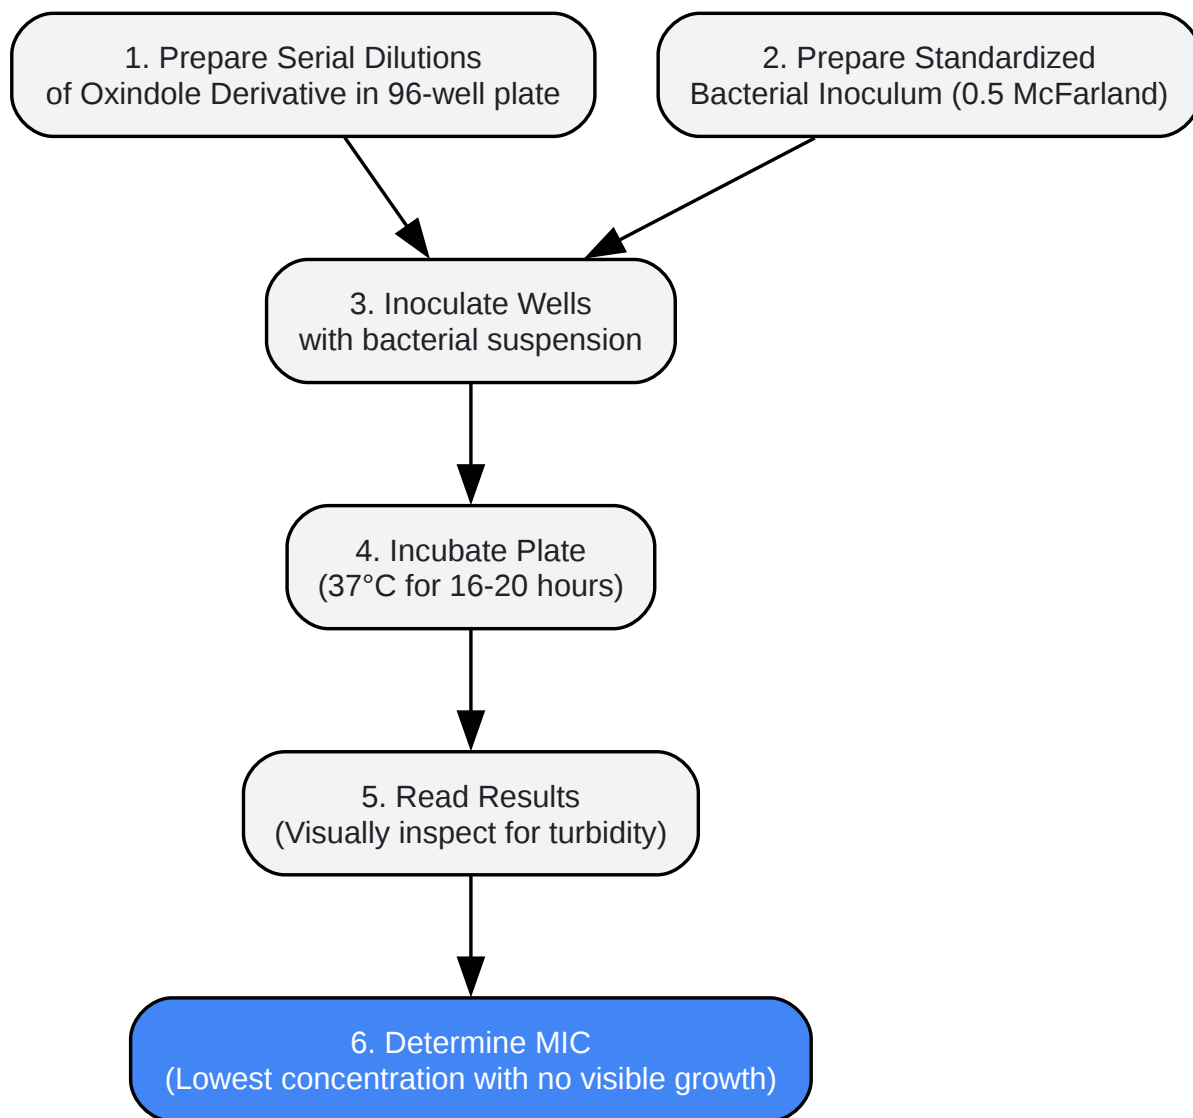 1. Prepare Serial Dilutions
of Oxindole Derivative in 96-well plate
2. Prepare Standardized
Bacterial Inoculum (0.5 McFarland)
3. Inoculate Wells
with bacterial suspension
4. Incubate Plate
(37°C for 16-20 hours)
5. Read Results
(Visually inspect for turbidity)
6. Determine MIC
(Lowest concentration with no visible growth)